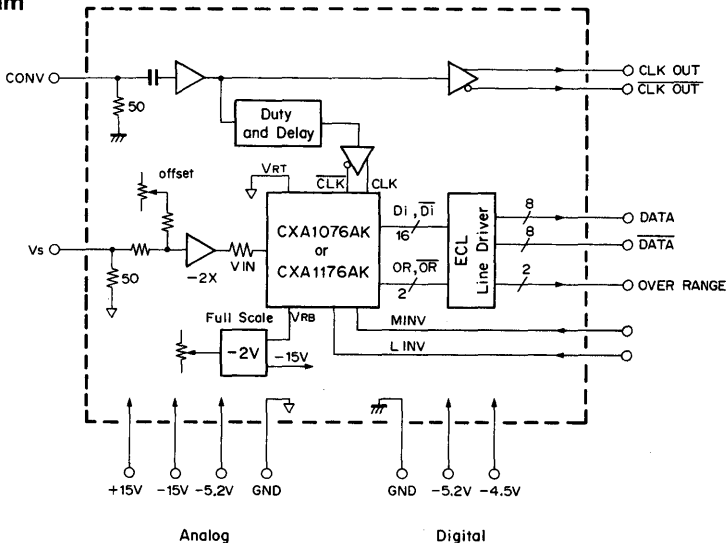 am
CONV
50
CLK OUT
CLK OUT
Duty
and Delay
offset
VRT
CLK
CLK
Vs
50
-2X
VIN
CXA1076AK
or
CXA1176AK
Di, Di
16
OR, OR
2
ECL
Line Driver
8
DATA
8
DATA
2
OVER RANGE
Full Scale
VRB
-2V
-15V
MINV
LINV
+15V
-15V
-5.2V
GND
GND
-5.2V
-4.5V
Analog
Digital